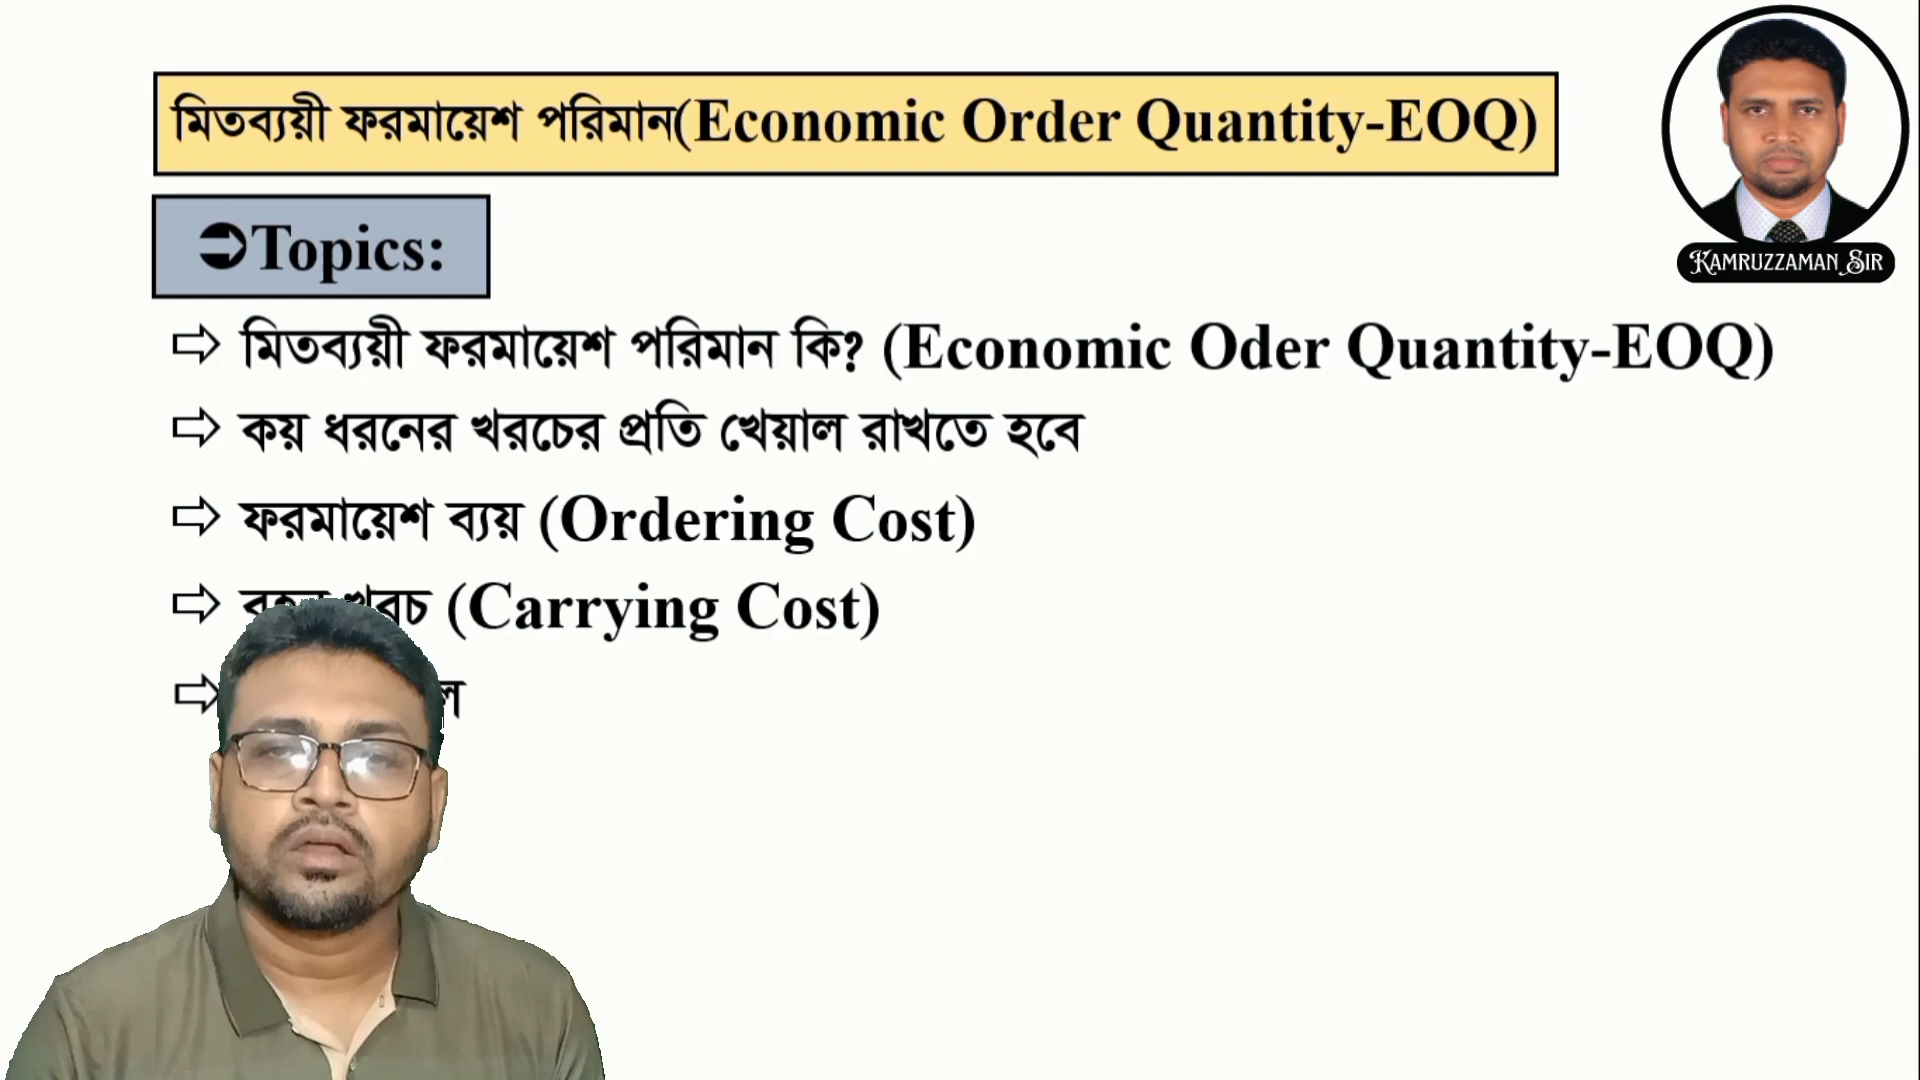 মিতব্যয়ী ফরমায়েশ পরিমান(Economic Order Quantity-EOQ)
➲Topics:
⇨ মিতব্যয়ী ফরমায়েশ পরিমান কি? (Economic Oder Quantity-EOQ)
⇨ কয় ধরনের খরচের প্রতি খেয়াল রাখতে হবে
⇨ ফরমায়েশ ব্যয় (Ordering Cost)
⇨ খরচ (Carrying Cost)
⇨
KAMRUZZAMAN SIR